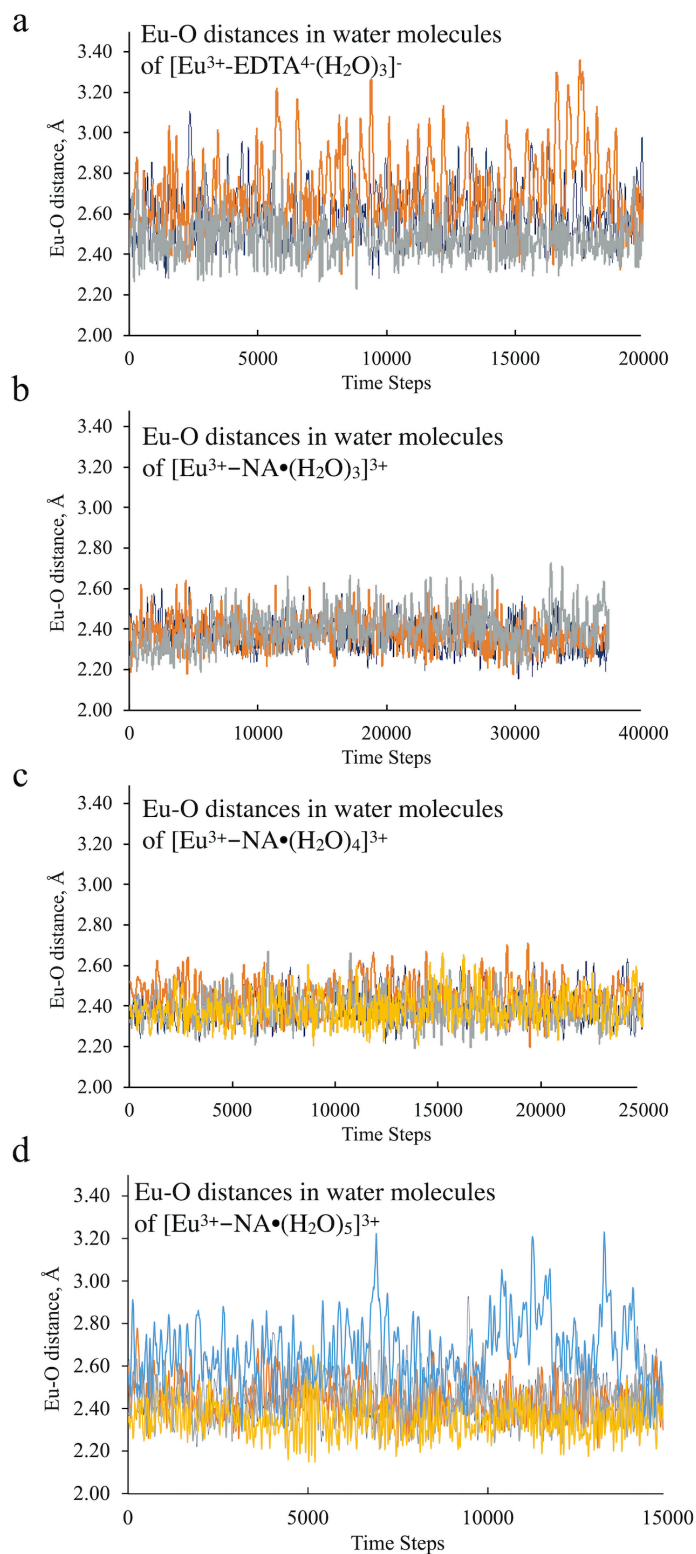 a
Eu-O distances in water molecules
of [Eu³⁺-EDTA⁴⁻(H₂O)₃]⁻
Eu-O distance, Å
3.40
3.20
3.00
2.80
2.60
2.40
2.20
2.00
0 5000 10000 15000 20000
Time Steps
b
Eu-O distances in water molecules
of [Eu³⁺–NA•(H₂O)₃]³⁺
Eu-O distance, Å
3.40
3.20
3.00
2.80
2.60
2.40
2.20
2.00
0 10000 20000 30000 40000
Time Steps
c
Eu-O distances in water molecules
of [Eu³⁺–NA•(H₂O)₄]³⁺
Eu-O distance, Å
3.40
3.20
3.00
2.80
2.60
2.40
2.20
2.00
0 5000 10000 15000 20000 25000
Time Steps
d
Eu-O distances in water molecules
of [Eu³⁺–NA•(H₂O)₅]³⁺
Eu-O distance, Å
3.40
3.20
3.00
2.80
2.60
2.40
2.20
2.00
0 5000 10000 15000
Time Steps